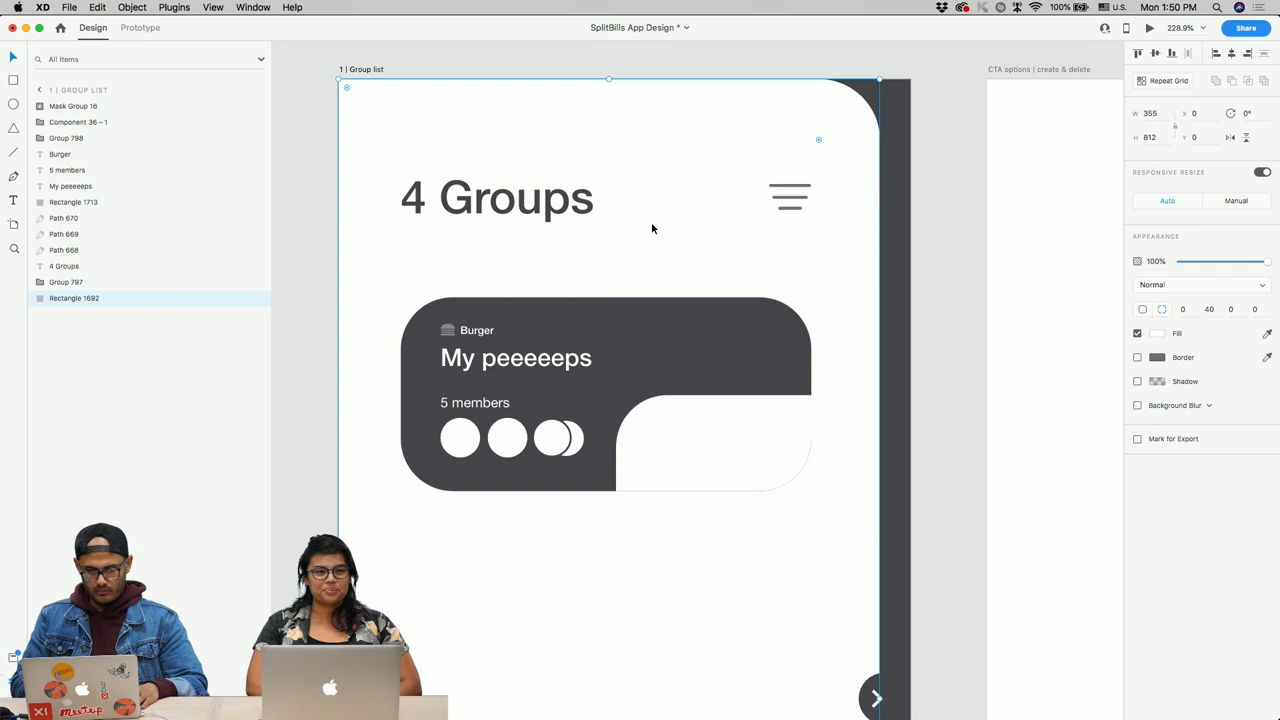 XD File Edit Object Plugins View Window Help
100% U.S. Mon 1:50 PM
Design Prototype
SplitBills App Design *
228.9%
Share
All Items
1 | GROUP LIST
Mask Group 16
Component 36 – 1
Group 798
Burger
5 members
My peeeeeps
Rectangle 1713
Path 670
Path 669
Path 668
4 Groups
Group 797
Rectangle 1692
1 | Group list
4 Groups
Burger
My peeeeeps
5 members
CTA options | create & delete
Repeat Grid
W 355 X 0 0°
H 812 Y 0
RESPONSIVE RESIZE
Auto Manual
APPEARANCE
100%
Normal
0 40 0 0
Fill
Border
Shadow
Background Blur
Mark for Export
XI
meetup